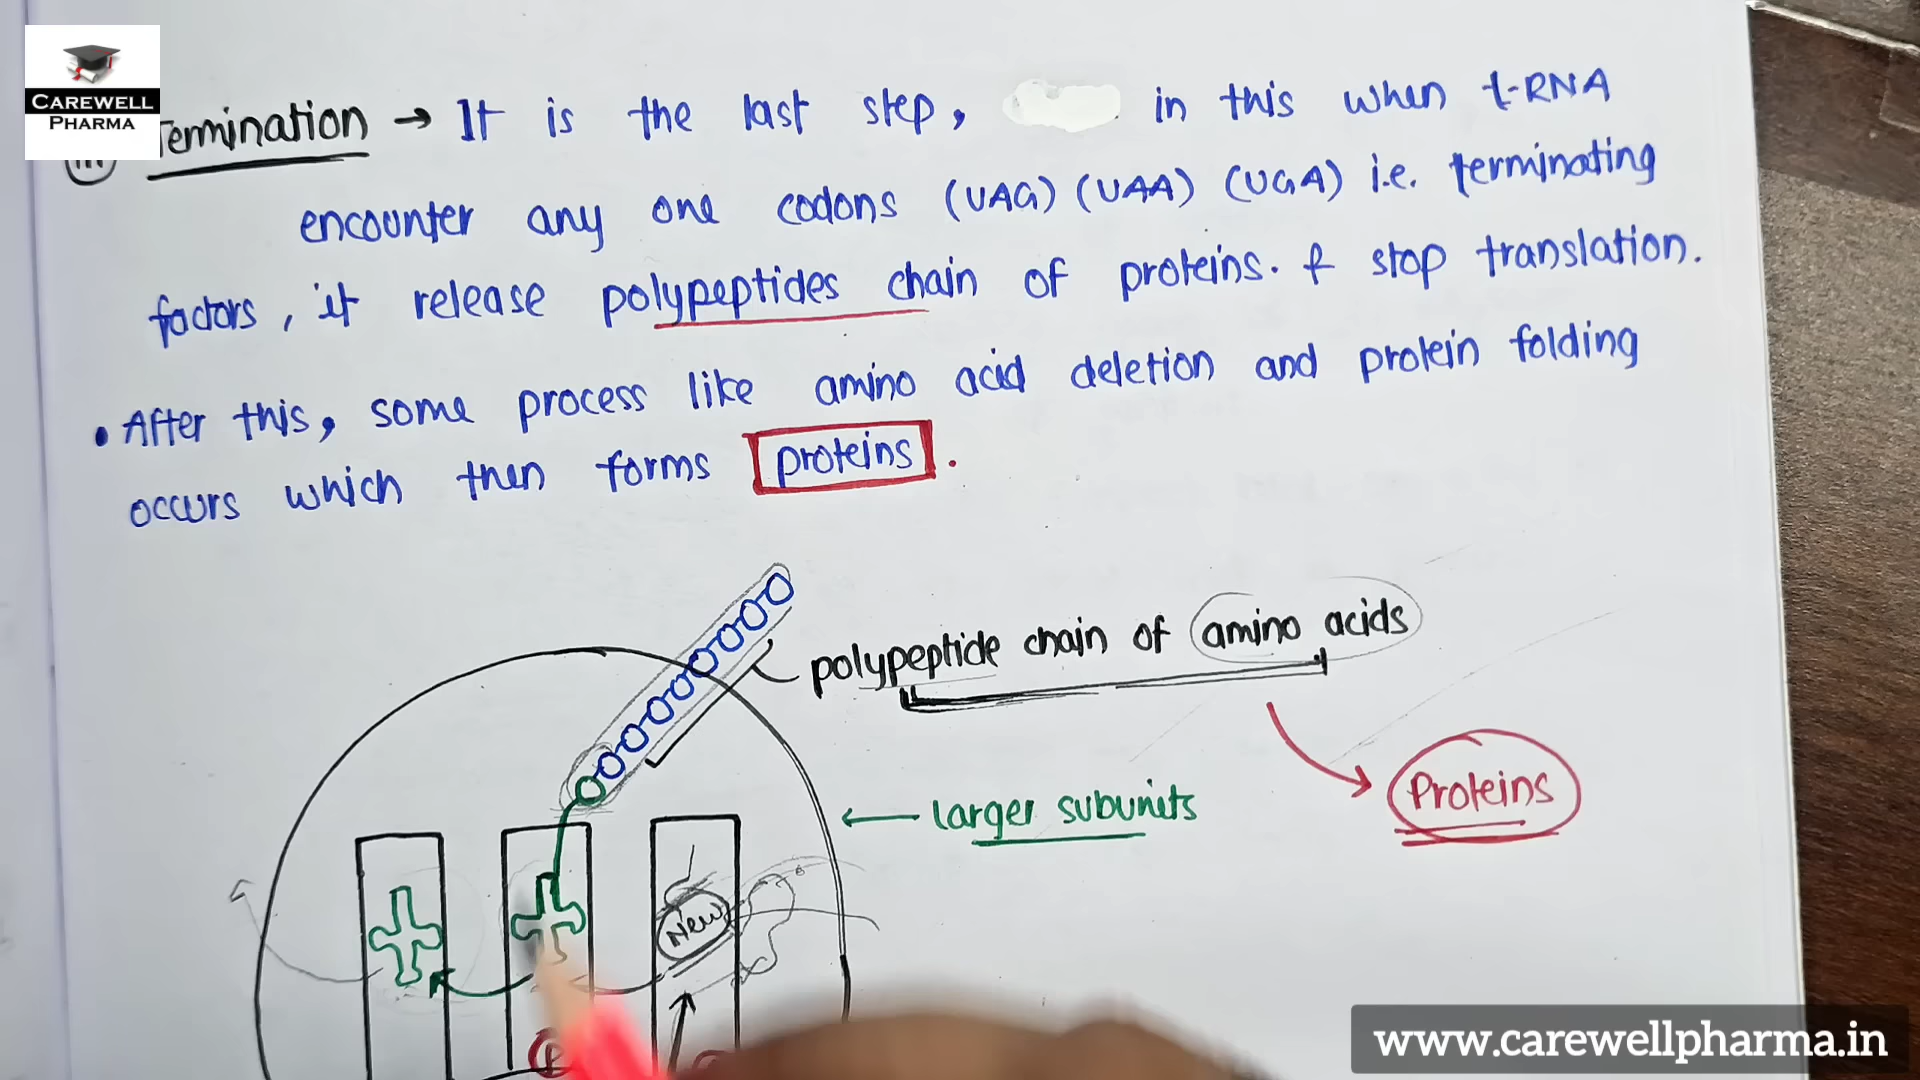 CAREWELL
PHARMA
Termination → It is the last step, in this when t-RNA
encounter any one codons (UAG) (UAA) (UGA) i.e. terminating
factors, it release polypeptides chain of proteins. & stop translation.
• After this, some process like amino acid deletion and protein folding
occurs which then forms proteins.
polypeptide chain of amino acids
Proteins
← larger subunits
New
www.carewellpharma.in